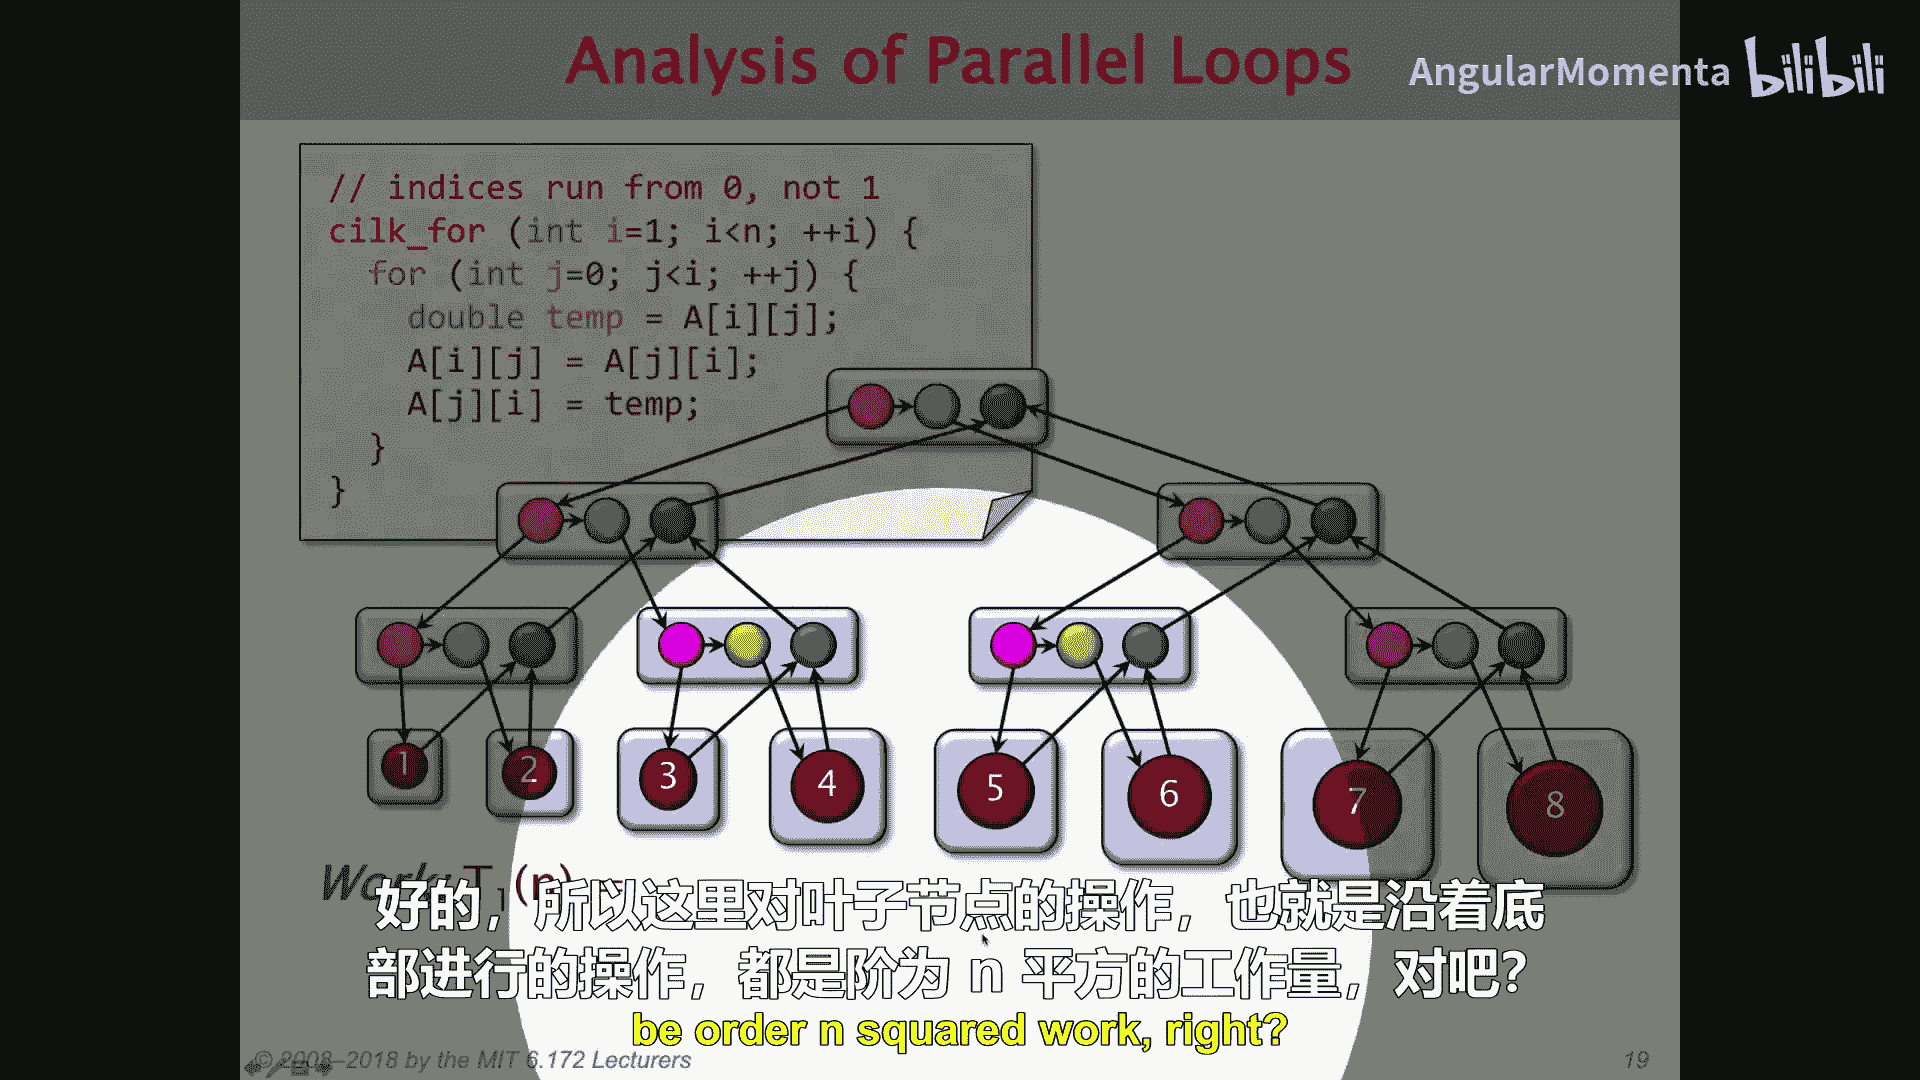 Analysis of Parallel Loops
AngularMomenta bilibili
// indices run from 0, not 1
cilk_for (int i=1; i<n; ++i) {
for (int j=0; j<i; ++j) {
double temp = A[i][j];
A[i][j] = A[j][i];
A[j][i] = temp;
}
}
1 2 3 4 5 6 7 8
Work: T₁(n) =
好的，所以这里对叶子节点的操作，也就是沿着底
部进行的操作，都是阶为 n 平方的工作量，对吧？
be order n squared work, right?
© 2008–2018 by the MIT 6.172 Lecturers
19